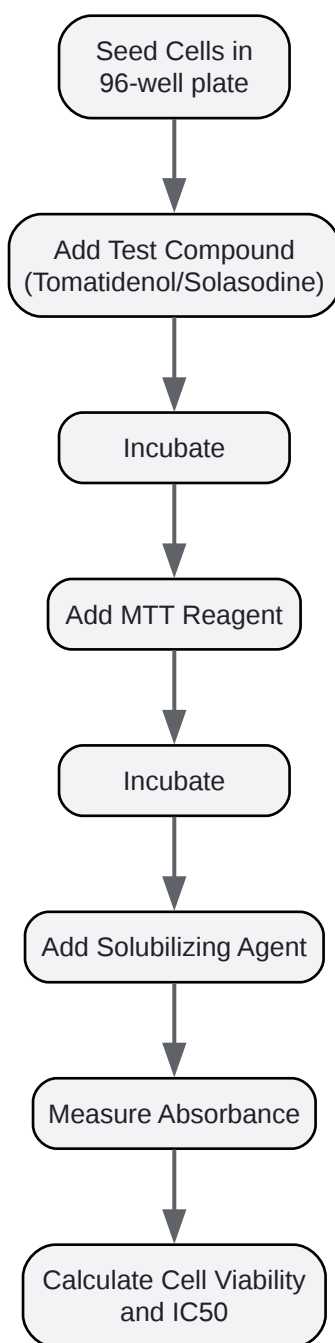 Seed Cells in
96-well plate
Add Test Compound
(Tomatidenol/Solasodine)
Incubate
Add MTT Reagent
Incubate
Add Solubilizing Agent
Measure Absorbance
Calculate Cell Viability
and IC50